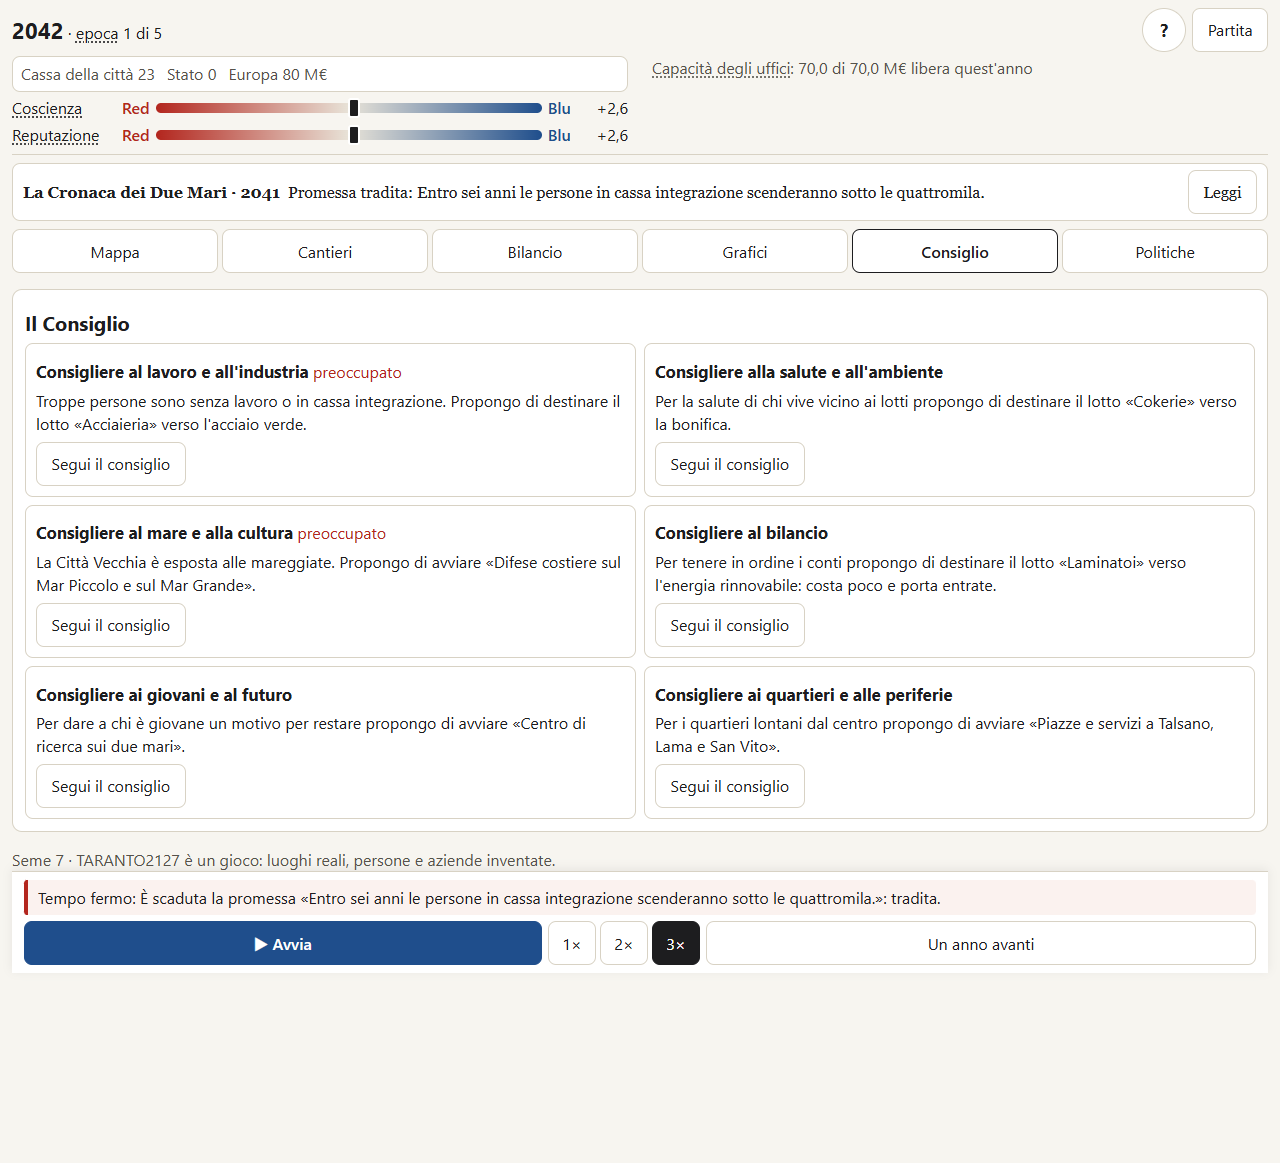 2042 · epoca 1 di 5
? Partita
Cassa della città 23 Stato 0 Europa 80 M€
Capacità degli uffici: 70,0 di 70,0 M€ libera quest'anno
Coscienza Red Blu +2,6
Reputazione Red Blu +2,6
La Cronaca dei Due Mari · 2041 Promessa tradita: Entro sei anni le persone in cassa integrazione scenderanno sotto le quattromila. Leggi
Mappa Cantieri Bilancio Grafici Consiglio Politiche
Il Consiglio
Consigliere al lavoro e all'industria preoccupato
Troppe persone sono senza lavoro o in cassa integrazione. Propongo di destinare il
lotto «Acciaieria» verso l'acciaio verde.
Segui il consiglio
Consigliere alla salute e all'ambiente
Per la salute di chi vive vicino ai lotti propongo di destinare il lotto «Cokerie» verso
la bonifica.
Segui il consiglio
Consigliere al mare e alla cultura preoccupato
La Città Vecchia è esposta alle mareggiate. Propongo di avviare «Difese costiere sul
Mar Piccolo e sul Mar Grande».
Segui il consiglio
Consigliere al bilancio
Per tenere in ordine i conti propongo di destinare il lotto «Laminatoi» verso
l'energia rinnovabile: costa poco e porta entrate.
Segui il consiglio
Consigliere ai giovani e al futuro
Per dare a chi è giovane un motivo per restare propongo di avviare «Centro di
ricerca sui due mari».
Segui il consiglio
Consigliere ai quartieri e alle periferie
Per i quartieri lontani dal centro propongo di avviare «Piazze e servizi a Talsano,
Lama e San Vito».
Segui il consiglio
Seme 7 · TARANTO2127 è un gioco: luoghi reali, persone e aziende inventate.
Tempo fermo: È scaduta la promessa «Entro sei anni le persone in cassa integrazione scenderanno sotto le quattromila.»: tradita.
▶ Avvia 1× 2× 3× Un anno avanti